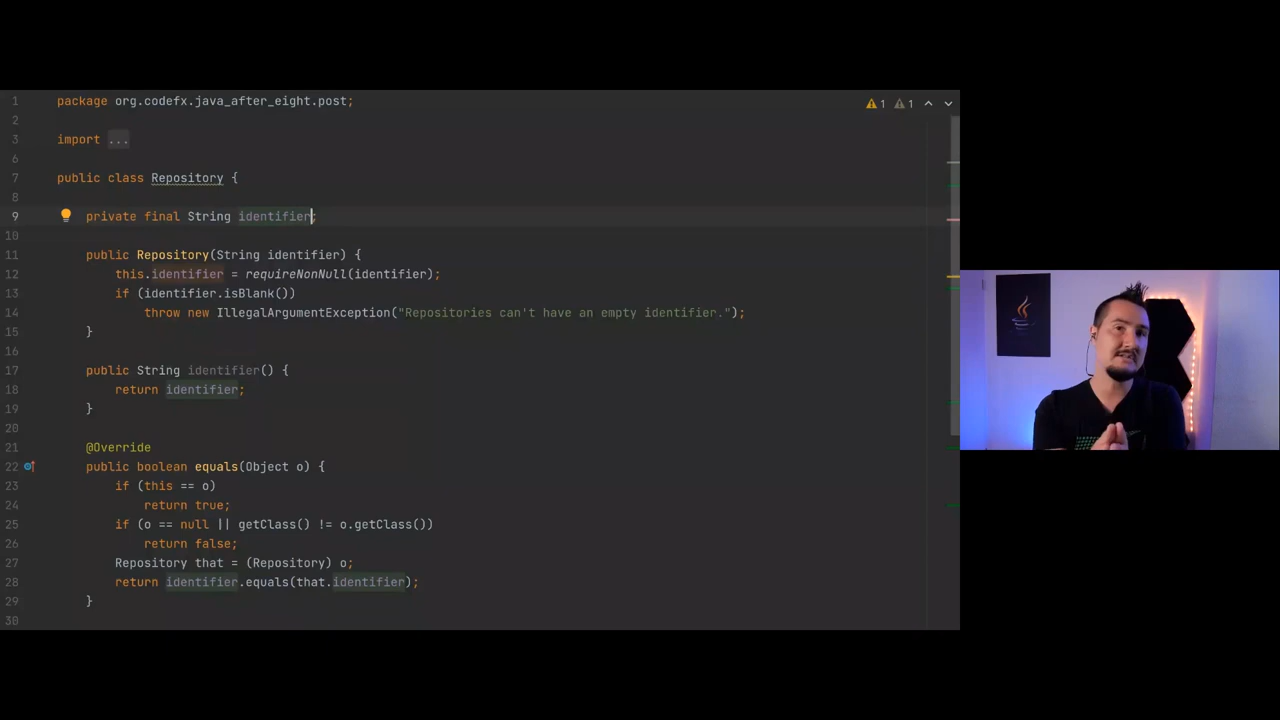 1 package org.codefx.java_after_eight.post;
1 1
2
3 import ...
6
7 public class Repository {
8
9 private final String identifier;
10
11 public Repository(String identifier) {
12 this.identifier = requireNonNull(identifier);
13 if (identifier.isBlank())
14 throw new IllegalArgumentException("Repositories can't have an empty identifier.");
15 }
16
17 public String identifier() {
18 return identifier;
19 }
20
21 @Override
22 public boolean equals(Object o) {
23 if (this == o)
24 return true;
25 if (o == null || getClass() != o.getClass())
26 return false;
27 Repository that = (Repository) o;
28 return identifier.equals(that.identifier);
29 }
30